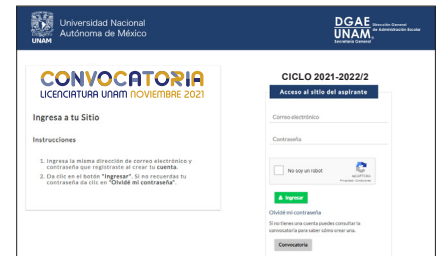 Universidad Nacional
Autónoma de México
UNAM
DGAE
UNAM
Dirección General
de Administración Escolar
Secretaría General
CONVOCATORIA
LICENCIATURA UNAM NOVIEMBRE 2021
Ingresa a tu Sitio
Instrucciones
1. Ingresa la misma dirección de correo electrónico y
contraseña que registraste al crear tu cuenta.
2. Da clic en el botón "Ingresar". Si no recuerdas tu
contraseña da clic en "Olvidé mi contraseña".
CICLO 2021-2022/2
Acceso al sitio del aspirante
Correo electrónico
Contraseña
No soy un robot
reCAPTCHA
Ingresar
Olvidé mi contraseña
Si no tienes una cuenta puedes consultar la
convocatoria para saber cómo crear una.
Convocatoria